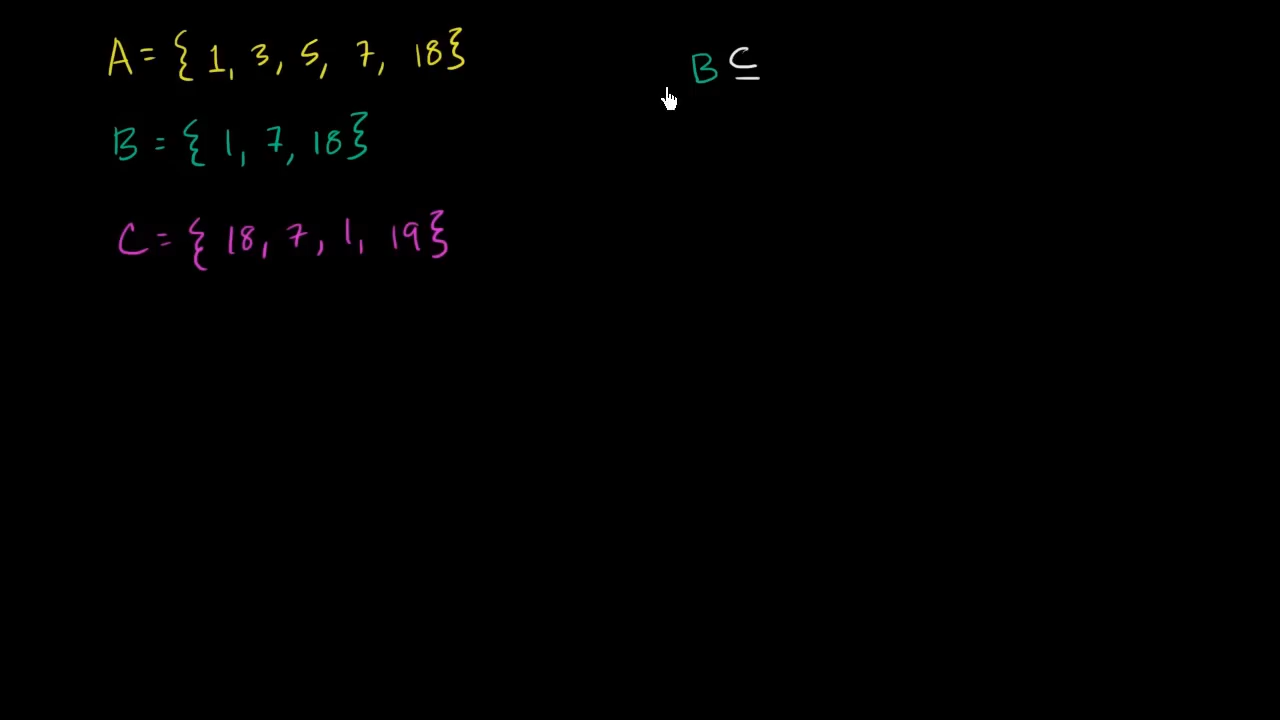 A = { 1, 3, 5, 7, 18}
B ⊆
B = { 1, 7, 18}
C = { 18, 7, 1, 19}